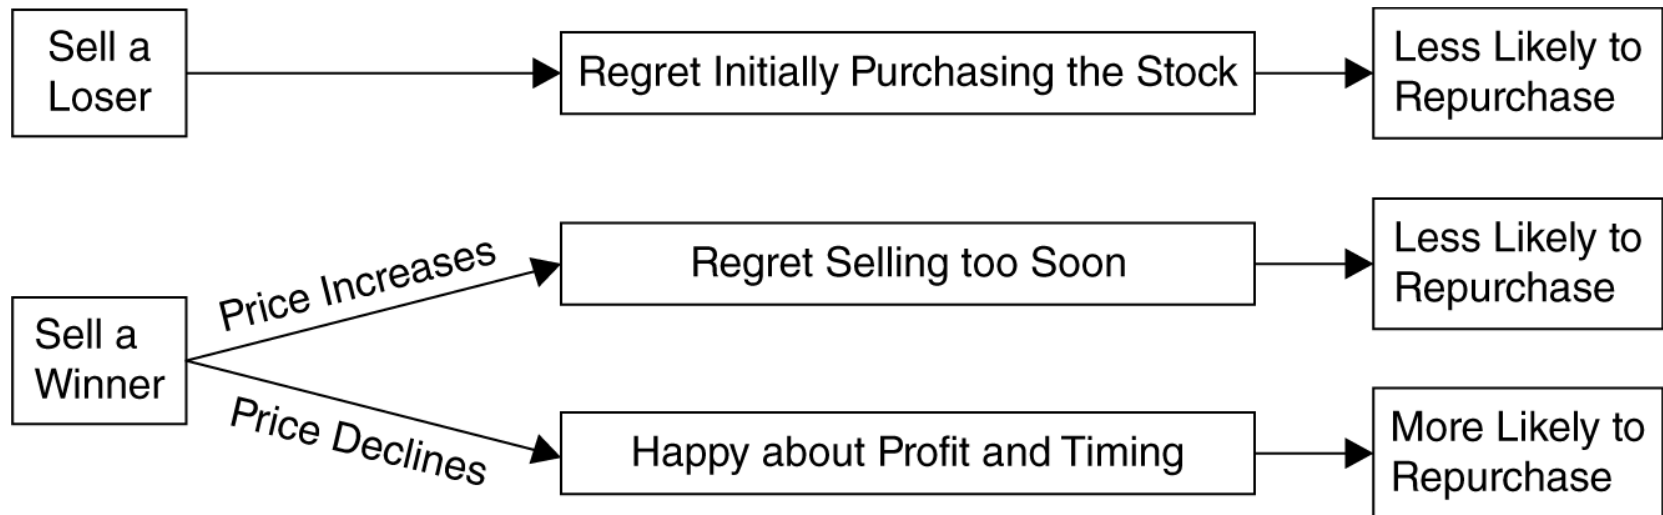 Sell a
Loser
Regret Initially Purchasing the Stock
Less Likely to
Repurchase
Sell a
Winner
Price Increases
Regret Selling too Soon
Less Likely to
Repurchase
Price Declines
Happy about Profit and Timing
More Likely to
Repurchase